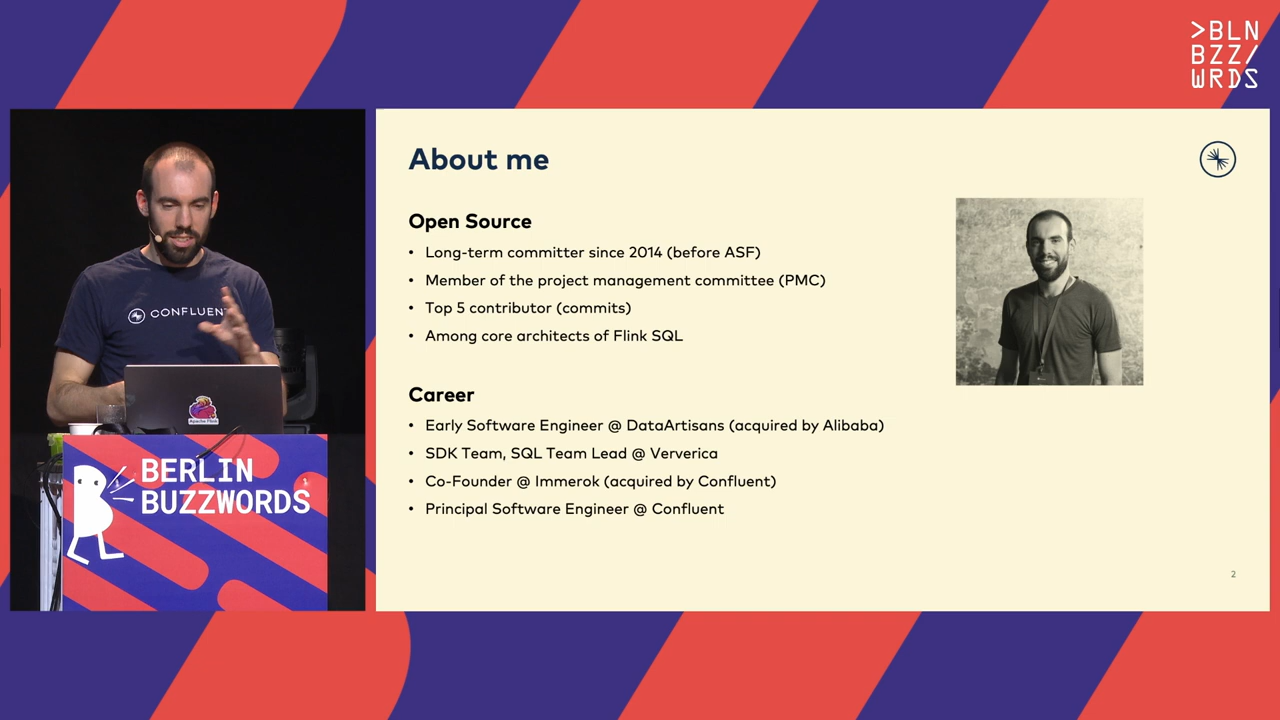 >BLN
BZZ/
WRDS
About me
Open Source
• Long-term committer since 2014 (before ASF)
• Member of the project management committee (PMC)
• Top 5 contributor (commits)
• Among core architects of Flink SQL
Career
• Early Software Engineer @ DataArtisans (acquired by Alibaba)
• SDK Team, SQL Team Lead @ Ververica
• Co-Founder @ Immerok (acquired by Confluent)
• Principal Software Engineer @ Confluent
2
CONFLUEN
Apache Flink
BERLIN
BUZZWORDS